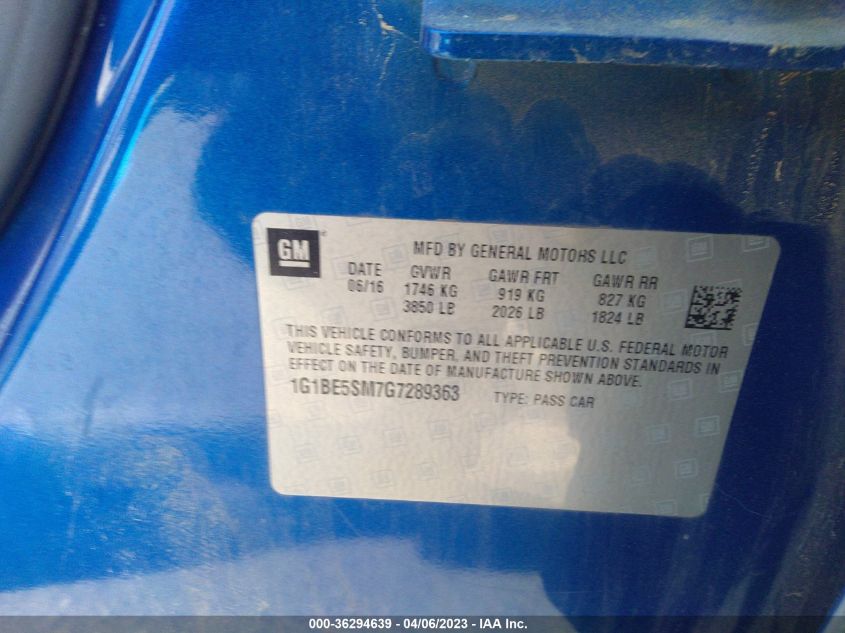 GM
MFD BY GENERAL MOTORS LLC
DATE GVWR GAWR FRT GAWR RR
06/16 1746 KG 919 KG 827 KG
3850 LB 2026 LB 1824 LB
THIS VEHICLE CONFORMS TO ALL APPLICABLE U.S. FEDERAL MOTOR
VEHICLE SAFETY, BUMPER, AND THEFT PREVENTION STANDARDS IN
EFFECT ON THE DATE OF MANUFACTURE SHOWN ABOVE.
1G1BE5SM7G7289363 TYPE: PASS CAR
000-36294639 - 04/06/2023 - IAA Inc.